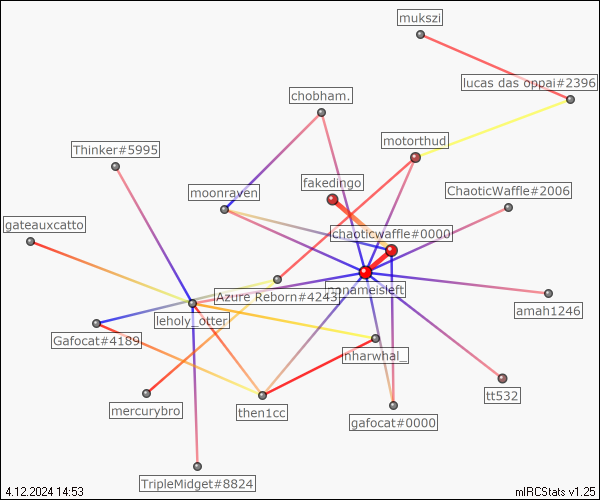 mukszi
lucas das oppai#2396
chobham.
motorthud
Thinker#5995
fakedingo
ChaoticWaffle#2006
moonraven
gateauxcatto
chaoticwaffle#0000
nonameisleft
Azure Reborn#4243
amah1246
leholy_otter
Gafocat#4189
nharwhal_
tt532
mercurybro
then1cc
gafocat#0000
TripleMidget#8824
4.12.2024 14:53
mIRCStats v1.25